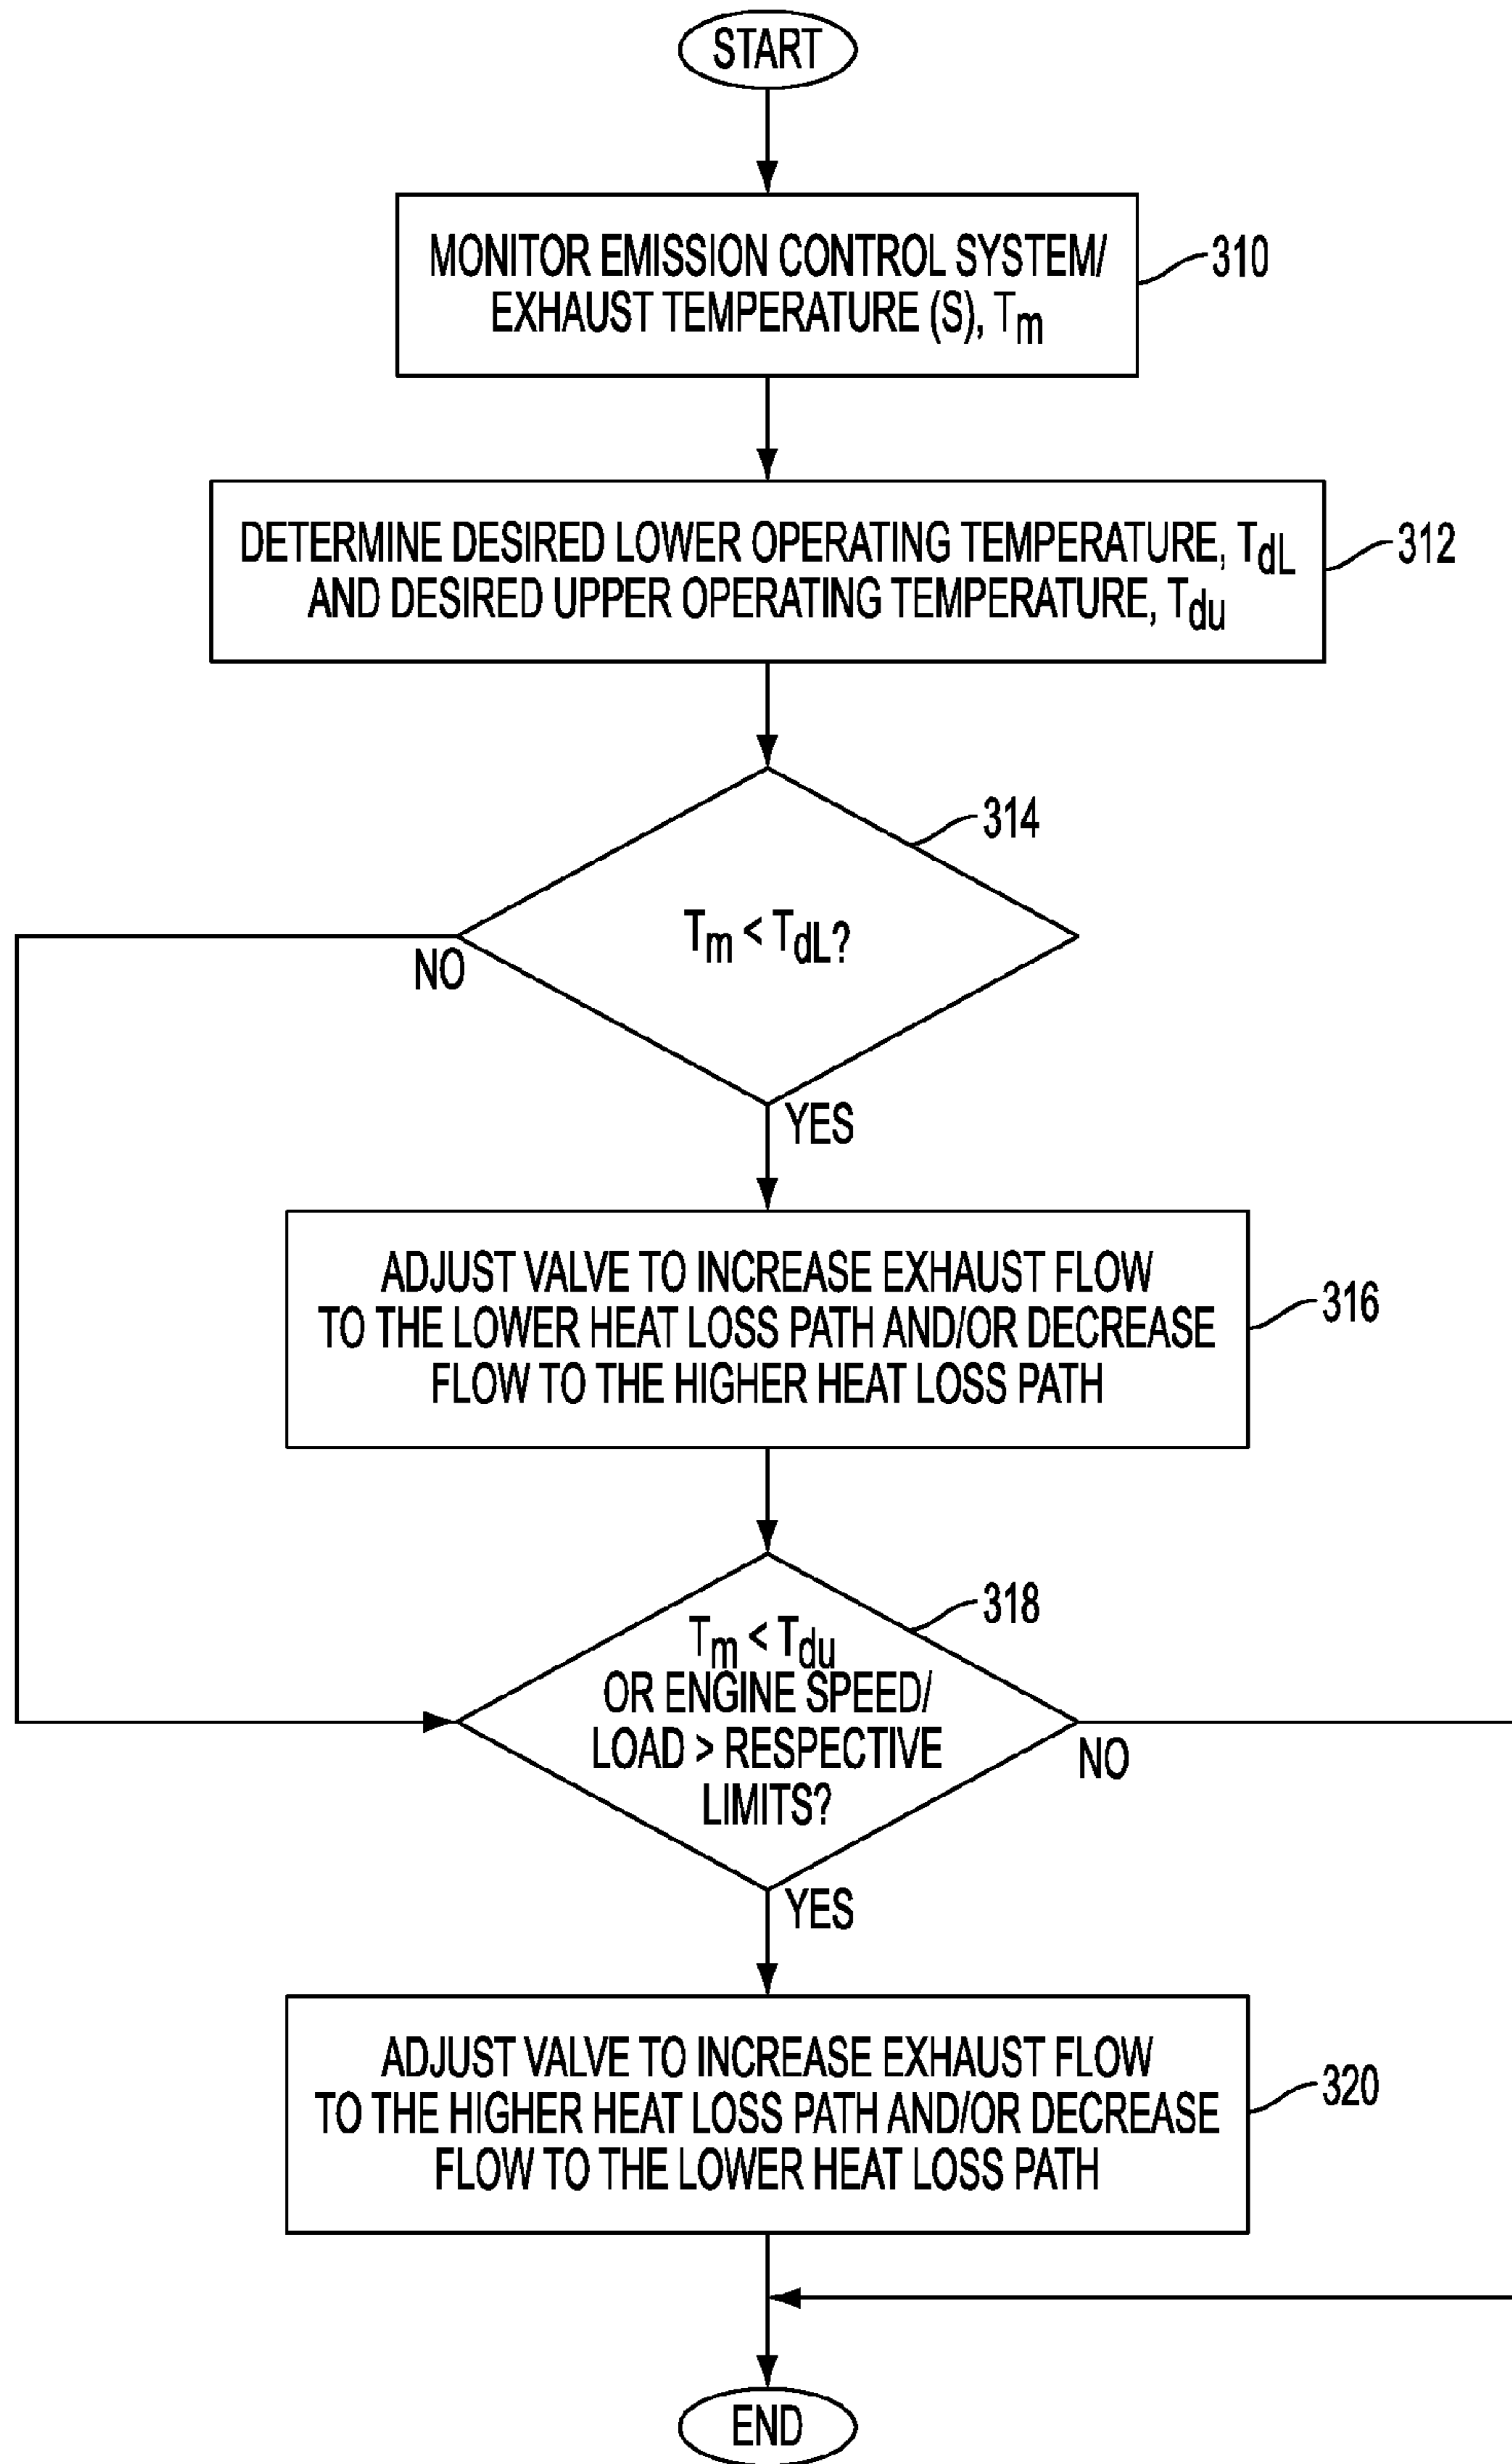 START
MONITOR EMISSION CONTROL SYSTEM/
EXHAUST TEMPERATURE (S), Tm
310
DETERMINE DESIRED LOWER OPERATING TEMPERATURE, TdL
AND DESIRED UPPER OPERATING TEMPERATURE, Tdu
312
314
Tm < TdL?
NO
YES
ADJUST VALVE TO INCREASE EXHAUST FLOW
TO THE LOWER HEAT LOSS PATH AND/OR DECREASE
FLOW TO THE HIGHER HEAT LOSS PATH
316
318
Tm < Tdu
OR ENGINE SPEED/
LOAD > RESPECTIVE
LIMITS?
NO
YES
ADJUST VALVE TO INCREASE EXHAUST FLOW
TO THE HIGHER HEAT LOSS PATH AND/OR DECREASE
FLOW TO THE LOWER HEAT LOSS PATH
320
END